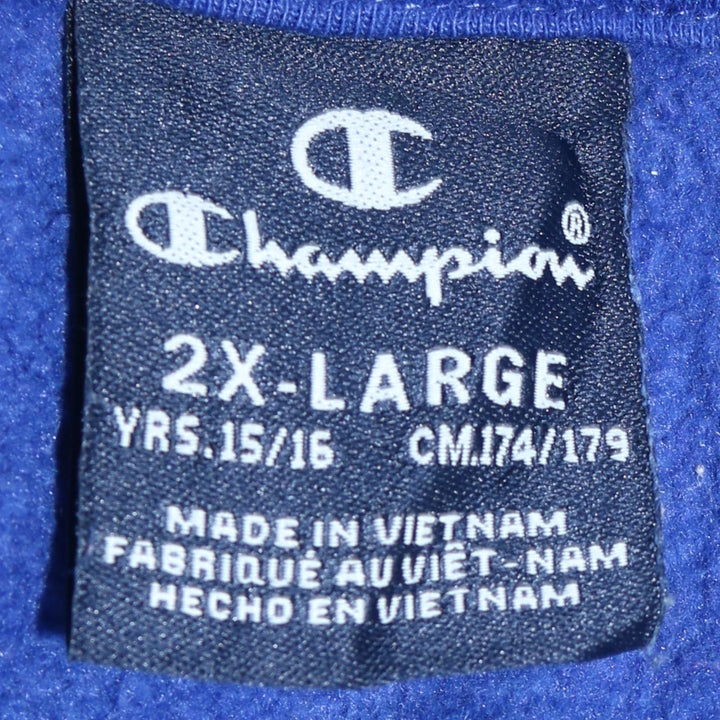 Champion®
2X-LARGE
YRS.15/16 CM.174/179
MADE IN VIETNAM
FABRIQUÉ AU VIÊT-NAM
HECHO EN VIETNAM